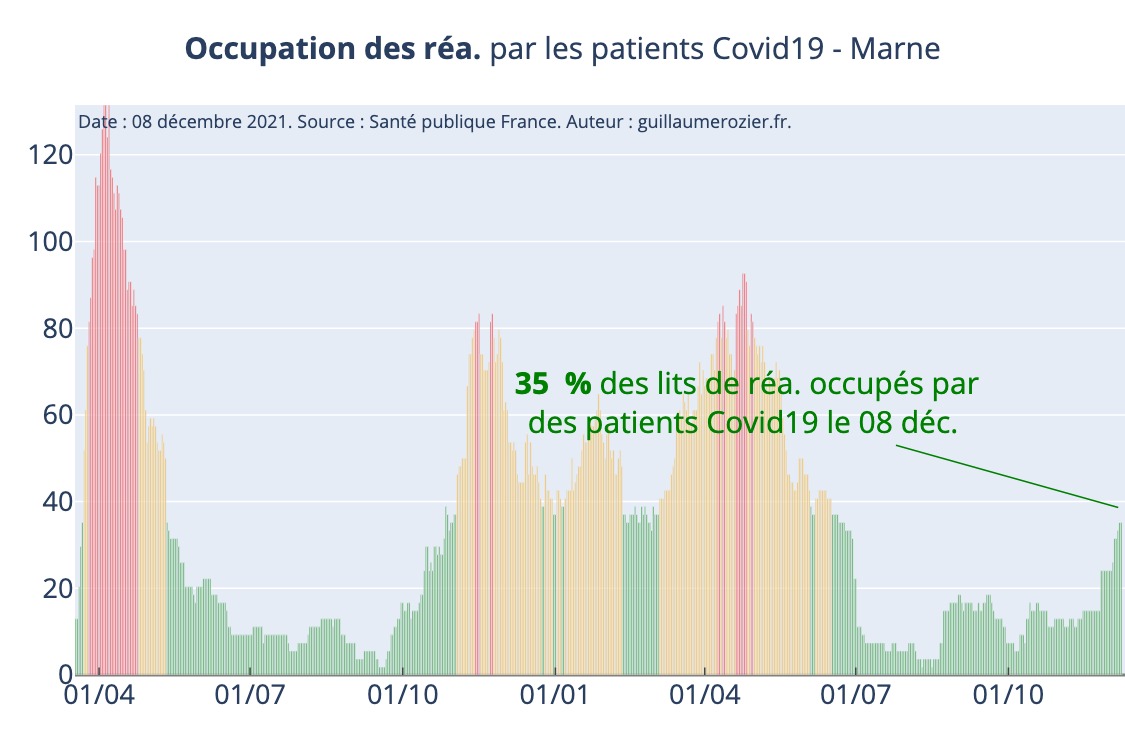 Occupation des réa. par les patients Covid19 - Marne
Date : 08 décembre 2021. Source : Santé publique France. Auteur : guillaumerozier.fr.
120
100
80
35 % des lits de réa. occupés par
des patients Covid19 le 08 déc.
60
40
20
0
01/04 01/07 01/10 01/01 01/04 01/07 01/10